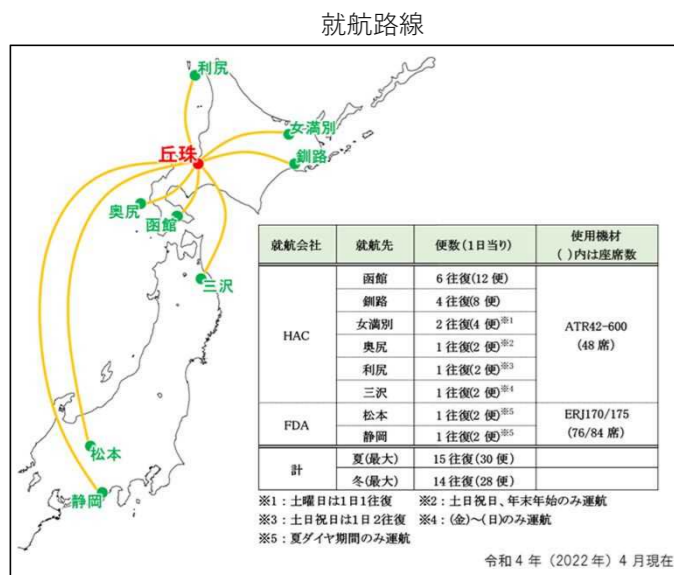 就航路線
利尻
女満別
丘珠
釧路
奥尻
函館
三沢
松本
静岡
就航会社 就航先 便数(1日当り) 使用機材
( )内は座席数
HAC 函館 6往復(12便) ATR42-600
(48席)
釧路 4往復(8便)
女満別 2往復(4便)※1
奥尻 1往復(2便)※2
利尻 1往復(2便)※3
三沢 1往復(2便)※4
FDA 松本 1往復(2便)※5 ERJ170/175
(76/84席)
静岡 1往復(2便)※5
計 夏(最大) 15往復(30便)
冬(最大) 14往復(28便)
※1：土曜日は1日1往復 ※2：土日祝日、年末年始のみ運航
※3：土日祝日は1日2往復 ※4：(金)～(日)のみ運航
※5：夏ダイヤ期間のみ運航
令和4年（2022年）4月現在